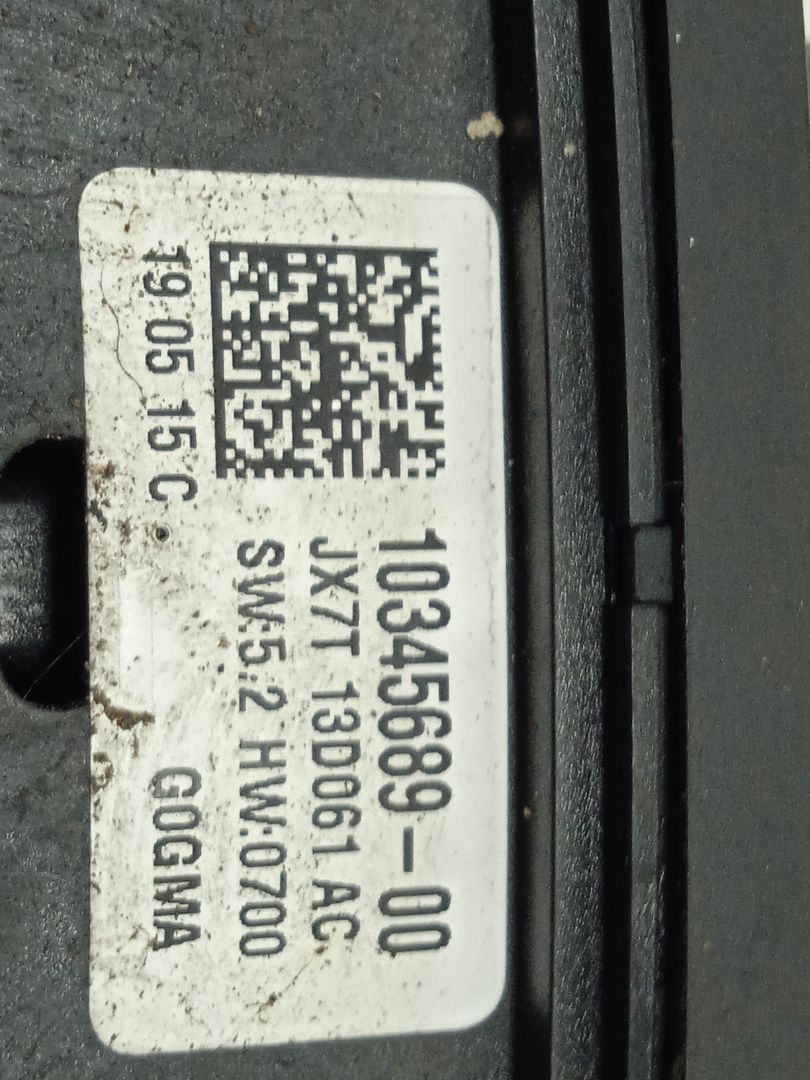 10345689-00
JX7T 13D061 AC
SW:5.2 HW:0700
19 05 15 C
G0GMA